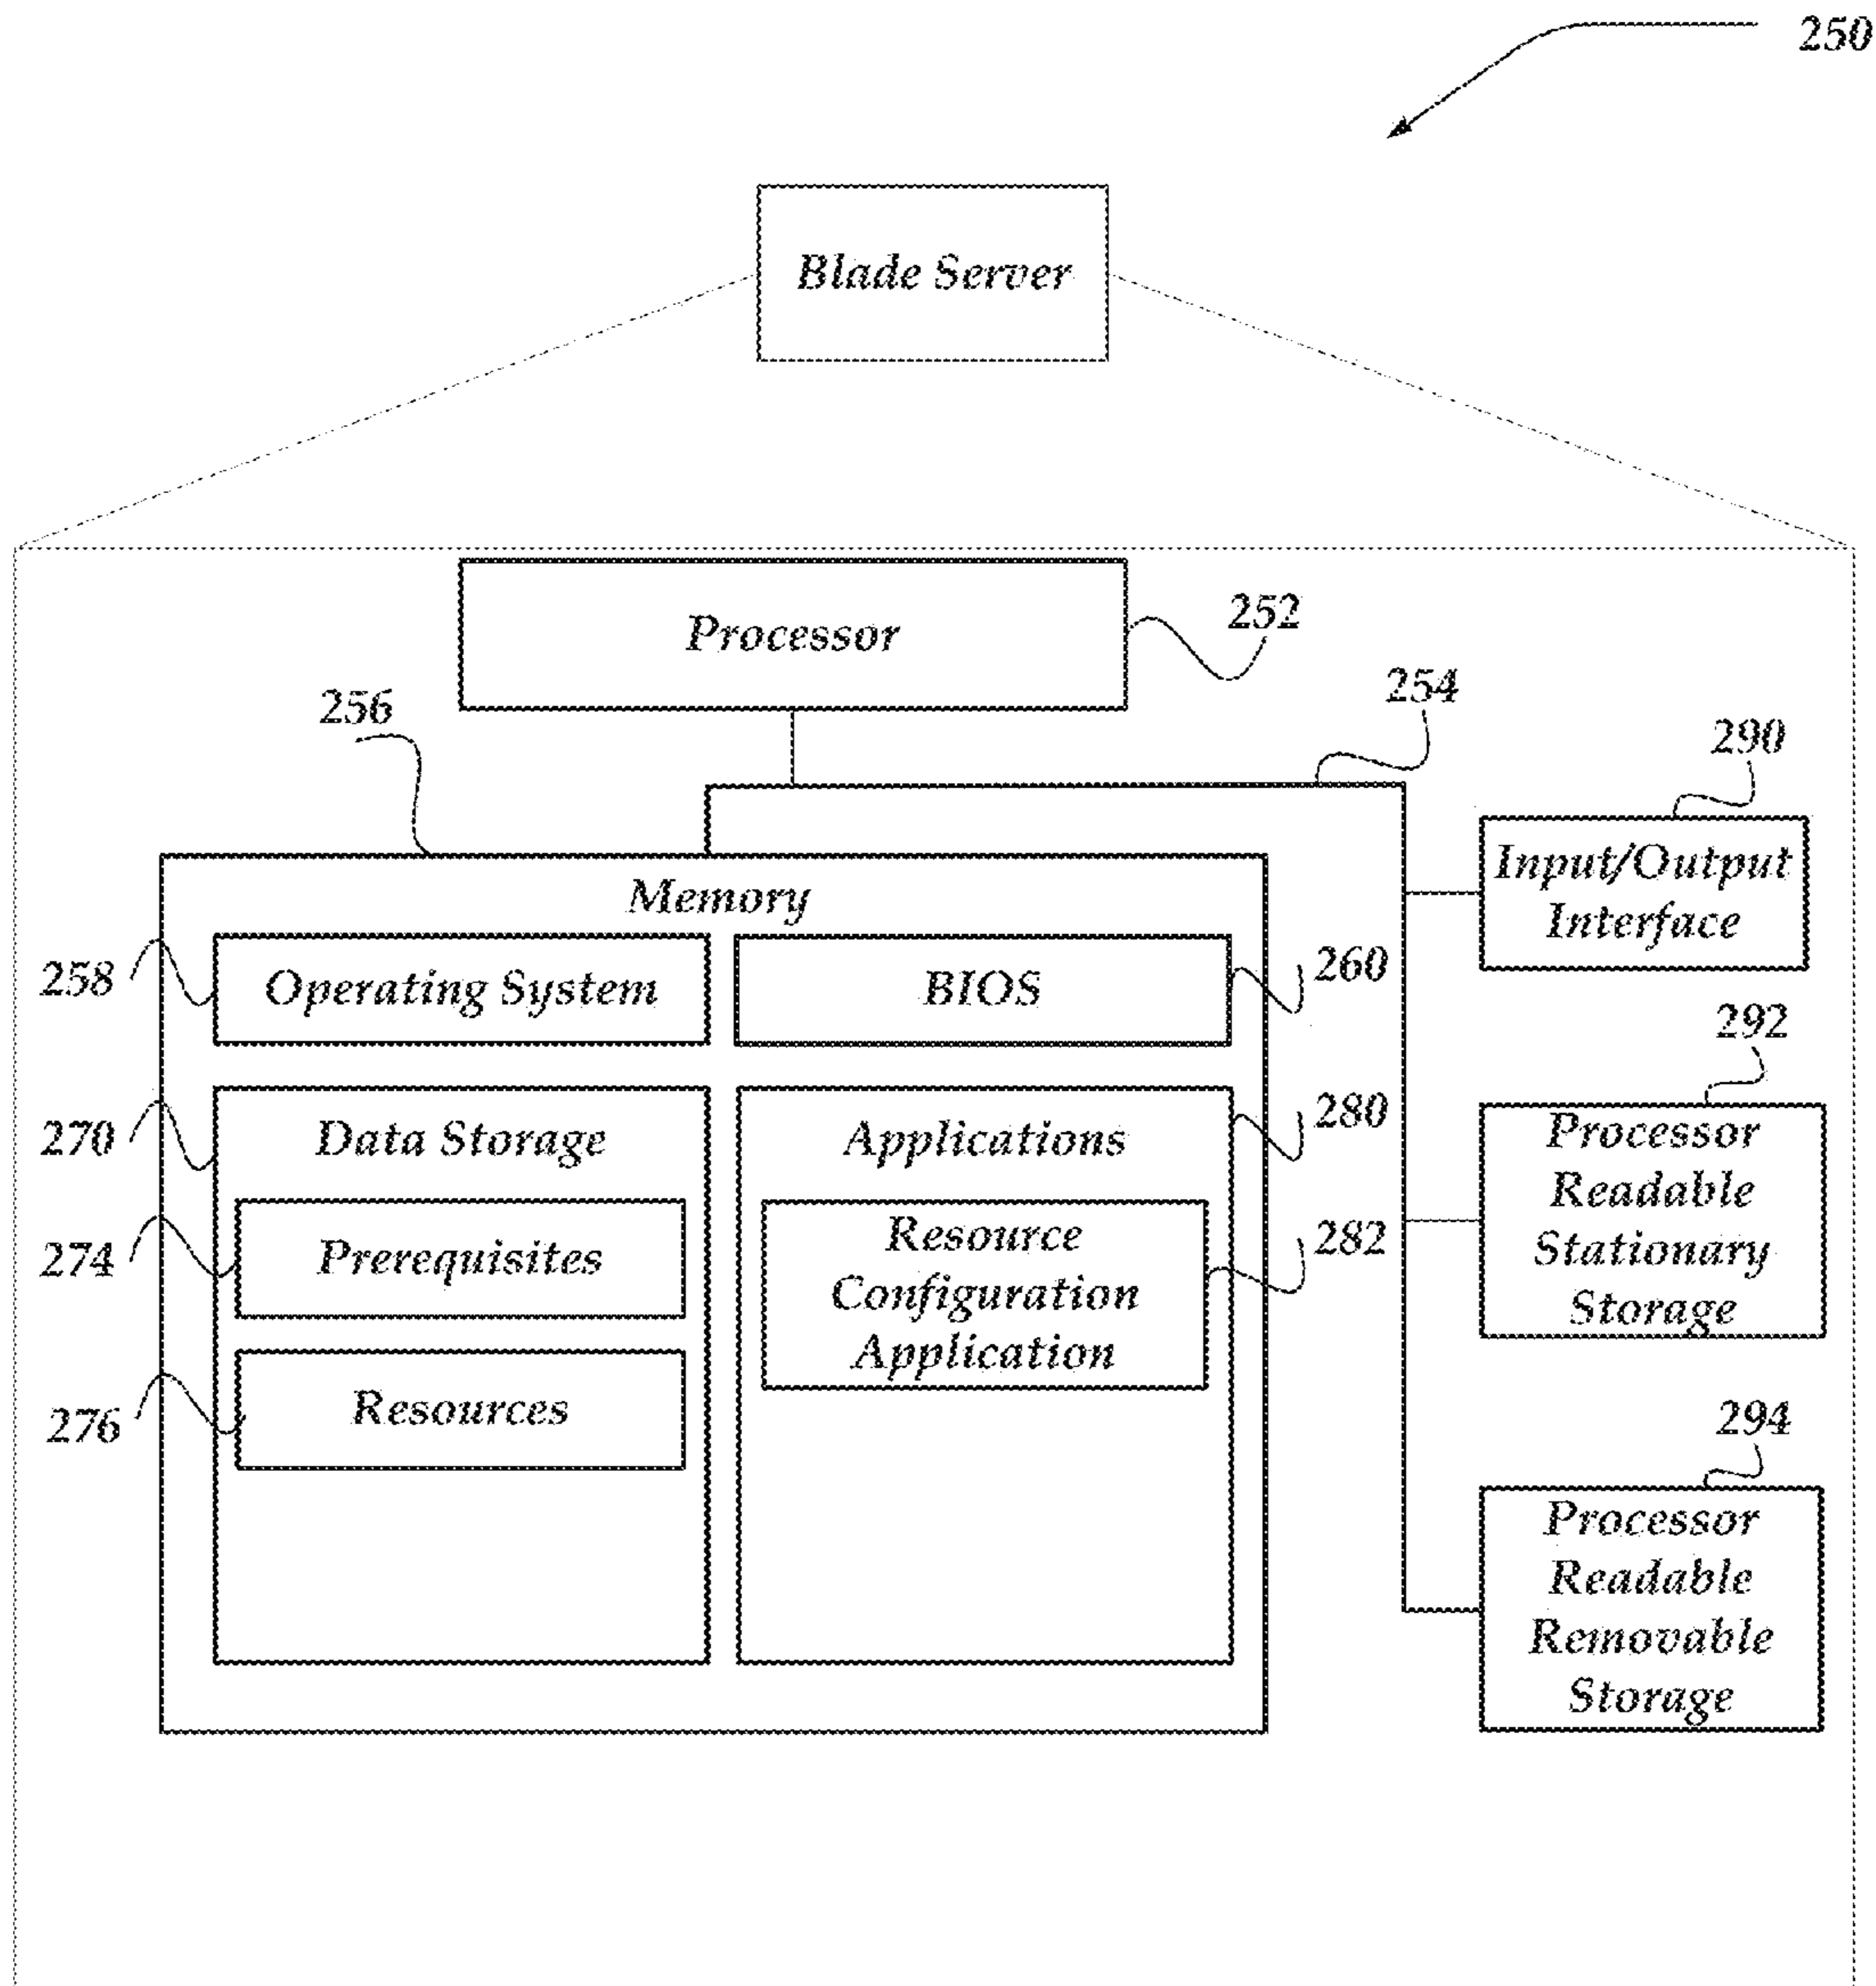 250
Blade Server
Processor
252
256
254
290
Input/Output
Interface
Memory
258
Operating System
BIOS
260
292
270
Data Storage
Applications
280
Processor
Readable
Stationary
Storage
274
Prerequisites
Resource
Configuration
Application
282
276
Resources
294
Processor
Readable
Removable
Storage